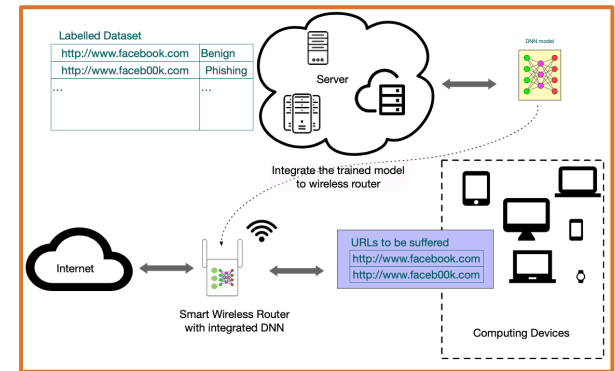 Labelled Dataset
http://www.facebook.com Benign
http://www.faceb00k.com Phishing
... ...
Server
DNN model
Integrate the trained model
to wireless router
Internet
Smart Wireless Router
with integrated DNN
URLs to be suffered
http://www.facebook.com
http://www.faceb00k.com
Computing Devices